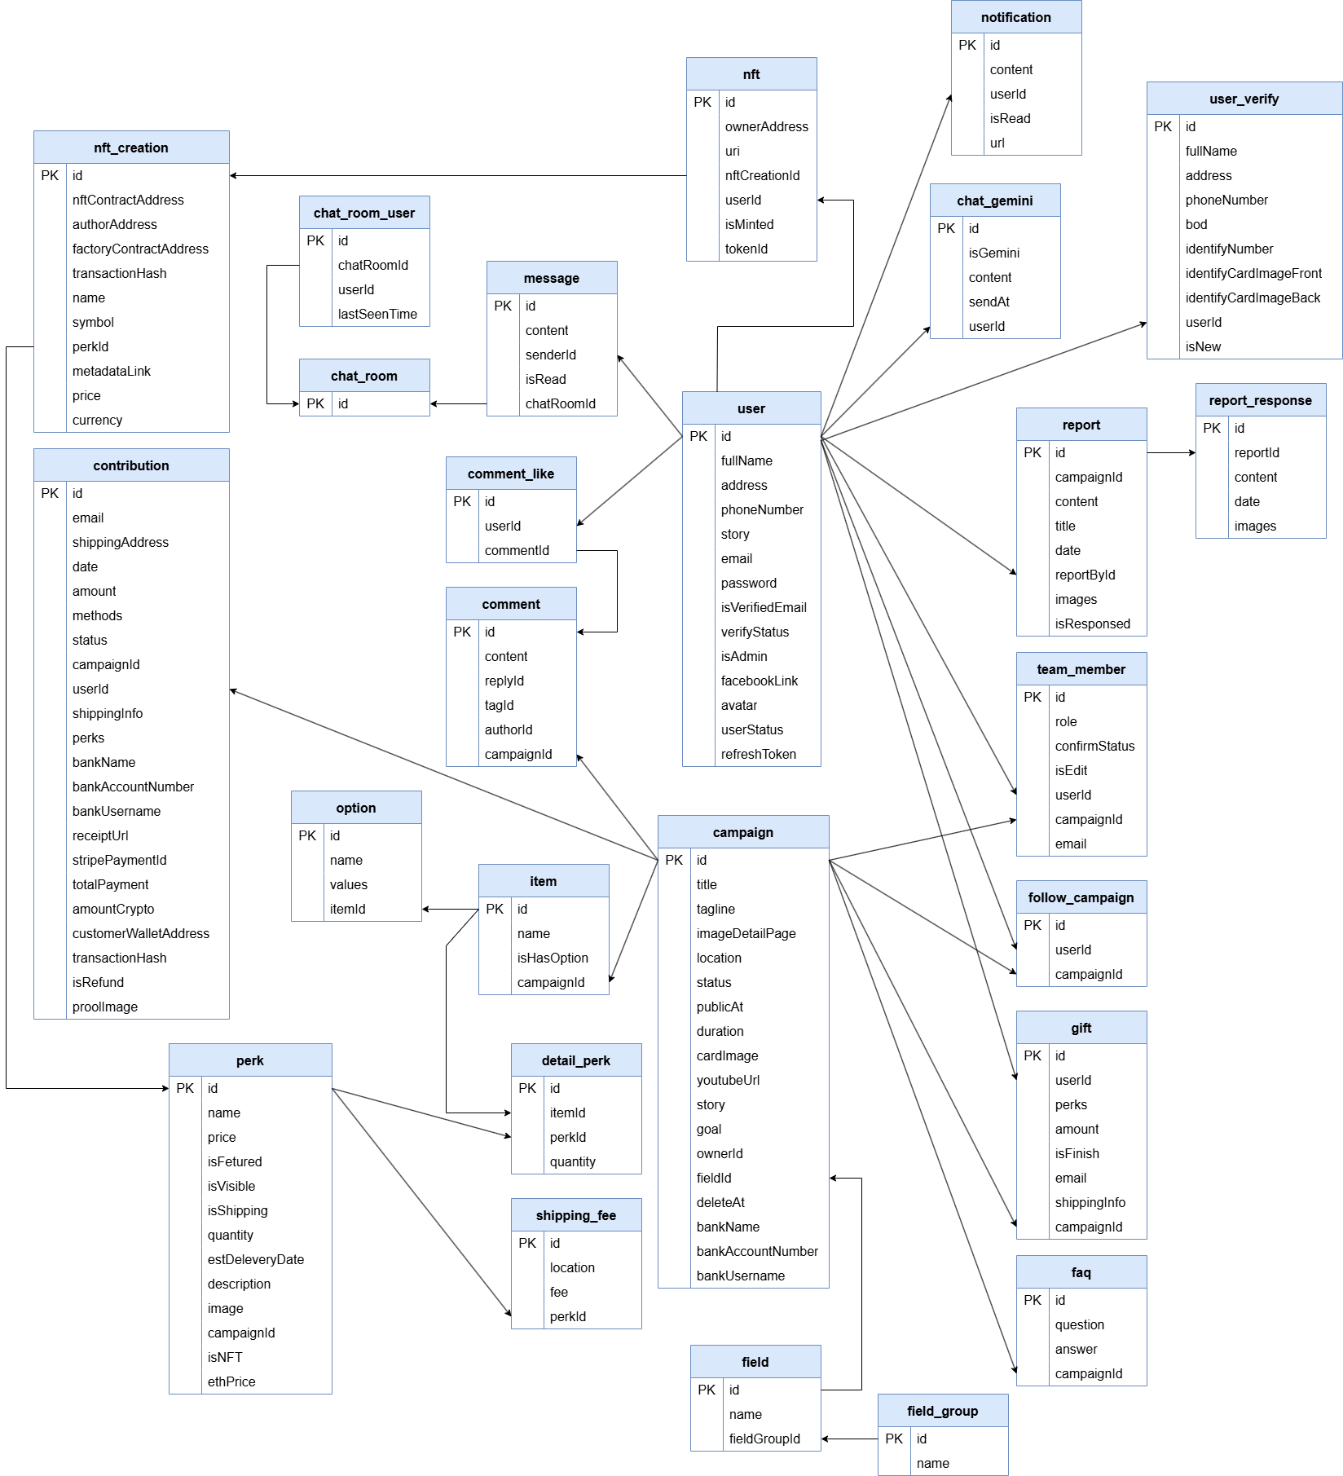 notification
PK id
content
userId
isRead
url
nft
PK id
ownerAddress
uri
nftCreationId
userId
isMinted
tokenId
user_verify
PK id
fullName
address
phoneNumber
bod
identifyNumber
identifyCardImageFront
identifyCardImageBack
userId
isNew
nft_creation
PK id
nftContractAddress
authorAddress
factoryContractAddress
transactionHash
name
symbol
perkId
metadataLink
price
currency
chat_room_user
PK id
chatRoomId
userId
lastSeenTime
chat_gemini
PK id
isGemini
content
sendAt
userId
message
PK id
content
senderId
isRead
chatRoomId
chat_room
PK id
user
PK id
fullName
address
phoneNumber
story
email
password
isVerifiedEmail
verifyStatus
isAdmin
facebookLink
avatar
userStatus
refreshToken
report
PK id
campaignId
content
title
date
reportById
images
isResponsed
report_response
PK id
reportId
content
date
images
contribution
PK id
email
shippingAddress
date
amount
methods
status
campaignId
userId
shippingInfo
perks
bankName
bankAccountNumber
bankUsername
receiptUrl
stripePaymentId
totalPayment
amountCrypto
customerWalletAddress
transactionHash
isRefund
proolImage
comment_like
PK id
userId
commentId
comment
PK id
content
replyId
tagId
authorId
campaignId
team_member
PK id
role
confirmStatus
isEdit
userId
campaignId
email
option
PK id
name
values
itemId
item
PK id
name
isHasOption
campaignId
campaign
PK id
title
tagline
imageDetailPage
location
status
publicAt
duration
cardImage
youtubeUrl
story
goal
ownerId
fieldId
deleteAt
bankName
bankAccountNumber
bankUsername
follow_campaign
PK id
userId
campaignId
gift
PK id
userId
perks
amount
isFinish
email
shippingInfo
campaignId
perk
PK id
name
price
isFetured
isVisible
isShipping
quantity
estDeleveryDate
description
image
campaignId
isNFT
ethPrice
detail_perk
PK id
itemId
perkId
quantity
shipping_fee
PK id
location
fee
perkId
faq
PK id
question
answer
campaignId
field
PK id
name
fieldGroupId
field_group
PK id
name